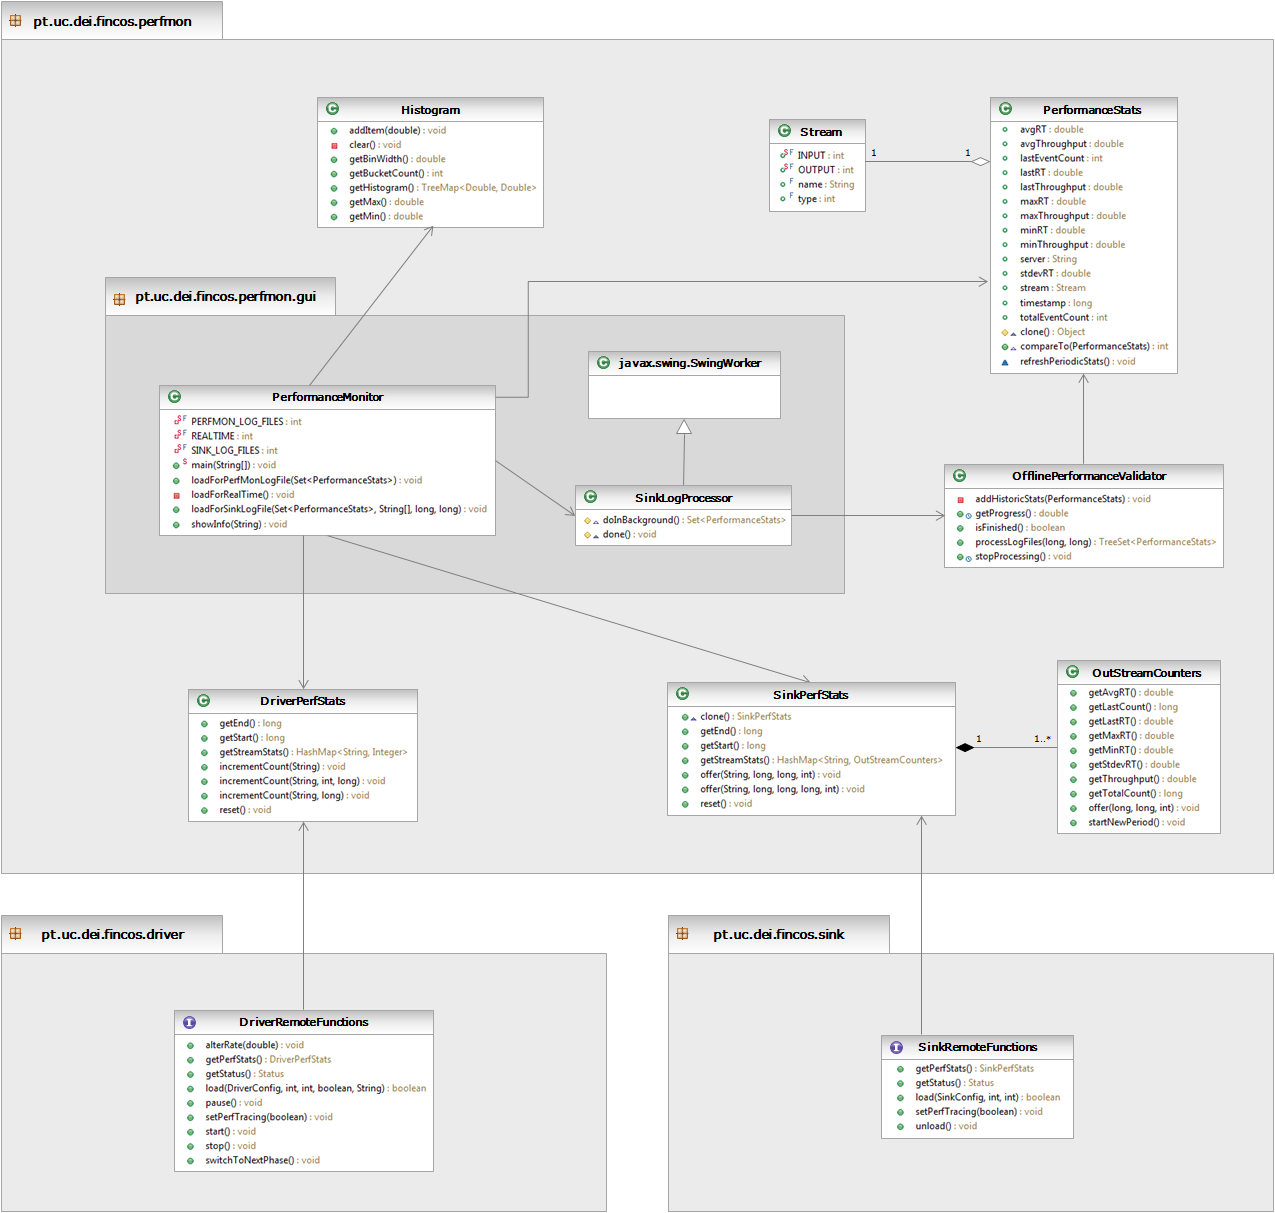 pt.uc.dei.fincos.perfmon
Histogram
addItem(double) : void
clear() : void
getBinWidth() : double
getBucketCount() : int
getHistogram() : TreeMap<Double, Double>
getMax() : double
getMin() : double
Stream
INPUT : int
OUTPUT : int
name : String
type : int
1
1
PerformanceStats
avgRT : double
avgThroughput : double
lastEventCount : int
lastRT : double
lastThroughput : double
maxRT : double
maxThroughput : double
minRT : double
minThroughput : double
server : String
stdevRT : double
stream : Stream
timestamp : long
totalEventCount : int
clone() : Object
compareTo(PerformanceStats) : int
refreshPeriodicStats() : void
pt.uc.dei.fincos.perfmon.gui
javax.swing.SwingWorker
PerformanceMonitor
PERFMON_LOG_FILES : int
REALTIME : int
SINK_LOG_FILES : int
main(String[]) : void
loadForPerfMonLogFile(Set<PerformanceStats>) : void
loadForRealTime() : void
loadForSinkLogFile(Set<PerformanceStats>, String[], long, long) : void
showInfo(String) : void
SinkLogProcessor
doInBackground() : Set<PerformanceStats>
done() : void
OfflinePerformanceValidator
addHistoricStats(PerformanceStats) : void
getProgress() : double
isFinished() : boolean
processLogFiles(long, long) : TreeSet<PerformanceStats>
stopProcessing() : void
DriverPerfStats
getEnd() : long
getStart() : long
getStreamStats() : HashMap<String, Integer>
incrementCount(String) : void
incrementCount(String, int, long) : void
incrementCount(String, long) : void
reset() : void
SinkPerfStats
clone() : SinkPerfStats
getEnd() : long
getStart() : long
getStreamStats() : HashMap<String, OutStreamCounters>
offer(String, long, long, int) : void
offer(String, long, long, long, int) : void
reset() : void
1
1..*
OutStreamCounters
getAvgRT() : double
getLastCount() : long
getLastRT() : double
getMaxRT() : double
getMinRT() : double
getStdevRT() : double
getThroughput() : double
getTotalCount() : long
offer(long, long, int) : void
startNewPeriod() : void
pt.uc.dei.fincos.driver
DriverRemoteFunctions
alterRate(double) : void
getPerfStats() : DriverPerfStats
getStatus() : Status
load(DriverConfig, int, int, boolean, String) : boolean
pause() : void
setPerfTracing(boolean) : void
start() : void
stop() : void
switchToNextPhase() : void
pt.uc.dei.fincos.sink
SinkRemoteFunctions
getPerfStats() : SinkPerfStats
getStatus() : Status
load(SinkConfig, int, int) : boolean
setPerfTracing(boolean) : void
unload() : void